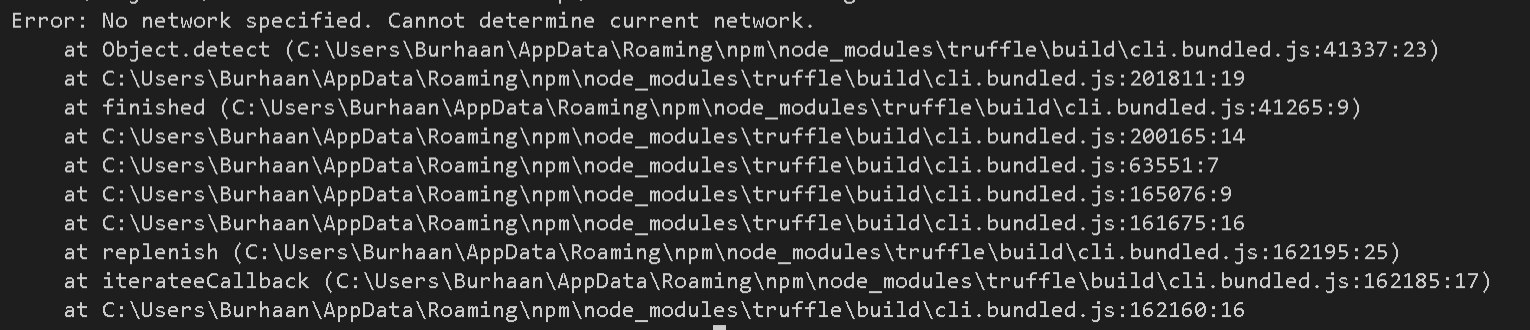 Error: No network specified. Cannot determine current network.
at Object.detect (C:\Users\Burhaan\AppData\Roaming\npm\node_modules\truffle\build\cli.bundled.js:41337:23)
at C:\Users\Burhaan\AppData\Roaming\npm\node_modules\truffle\build\cli.bundled.js:201811:19
at finished (C:\Users\Burhaan\AppData\Roaming\npm\node_modules\truffle\build\cli.bundled.js:41265:9)
at C:\Users\Burhaan\AppData\Roaming\npm\node_modules\truffle\build\cli.bundled.js:200165:14
at C:\Users\Burhaan\AppData\Roaming\npm\node_modules\truffle\build\cli.bundled.js:63551:7
at C:\Users\Burhaan\AppData\Roaming\npm\node_modules\truffle\build\cli.bundled.js:165076:9
at C:\Users\Burhaan\AppData\Roaming\npm\node_modules\truffle\build\cli.bundled.js:161675:16
at replenish (C:\Users\Burhaan\AppData\Roaming\npm\node_modules\truffle\build\cli.bundled.js:162195:25)
at iterateeCallback (C:\Users\Burhaan\AppData\Roaming\npm\node_modules\truffle\build\cli.bundled.js:162185:17)
at C:\Users\Burhaan\AppData\Roaming\npm\node_modules\truffle\build\cli.bundled.js:162160:16